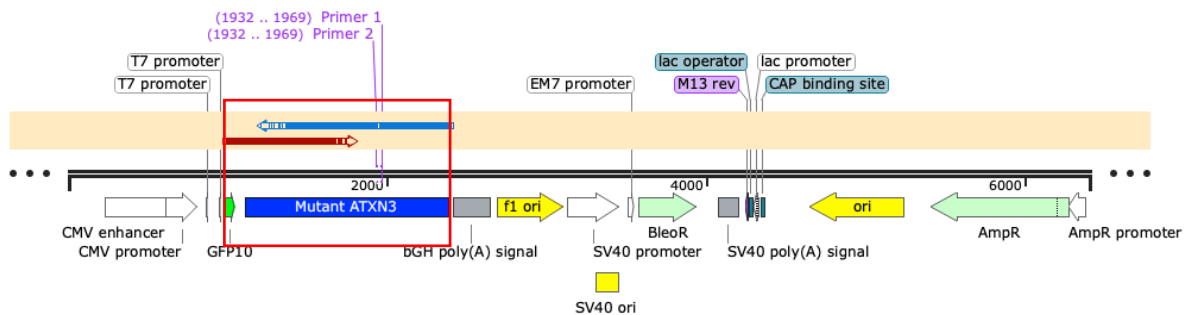 (1932 .. 1969) Primer 1
(1932 .. 1969) Primer 2
T7 promoter
lac operator
lac promoter
T7 promoter
EM7 promoter
M13 rev
CAP binding site
2000
4000
6000
Mutant ATXN3
f1 ori
ori
CMV enhancer
BleoR
AmpR
AmpR promoter
CMV promoter
GFP10
bGH poly(A) signal
SV40 promoter
SV40 poly(A) signal
SV40 ori